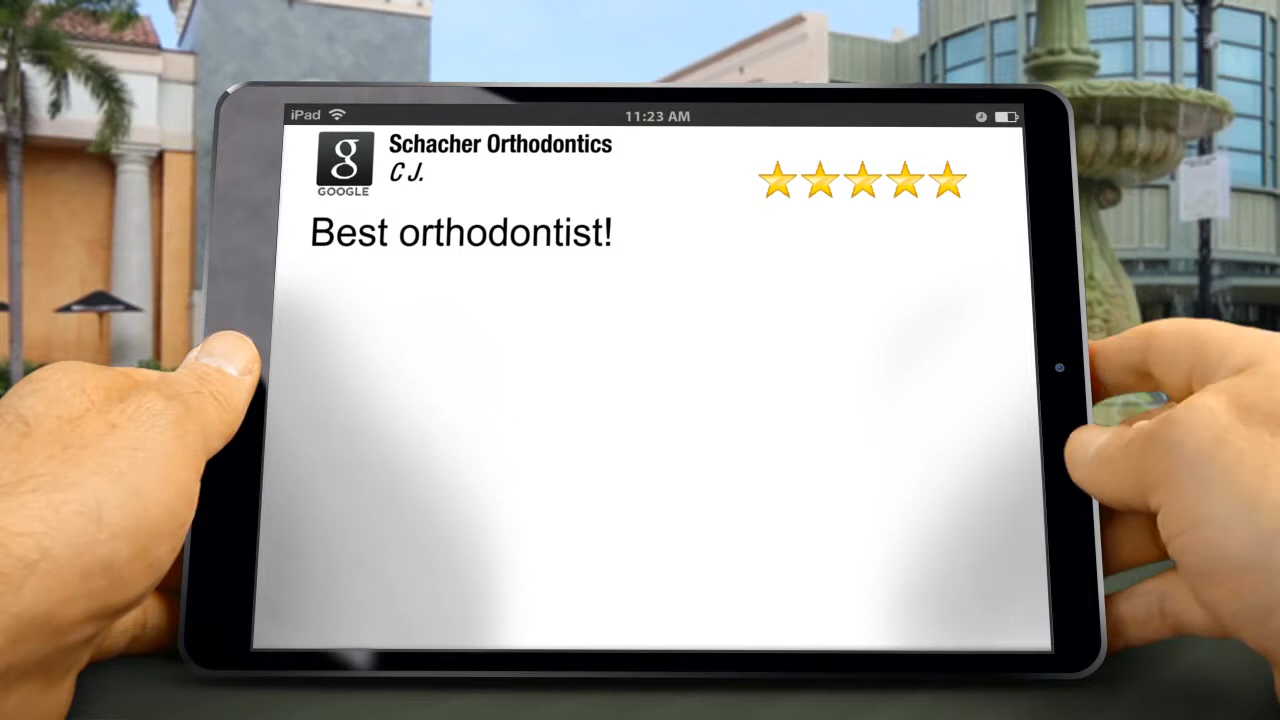 iPad 11:23 AM
g
GOOGLE
Schacher Orthodontics
C J.
Best orthodontist!